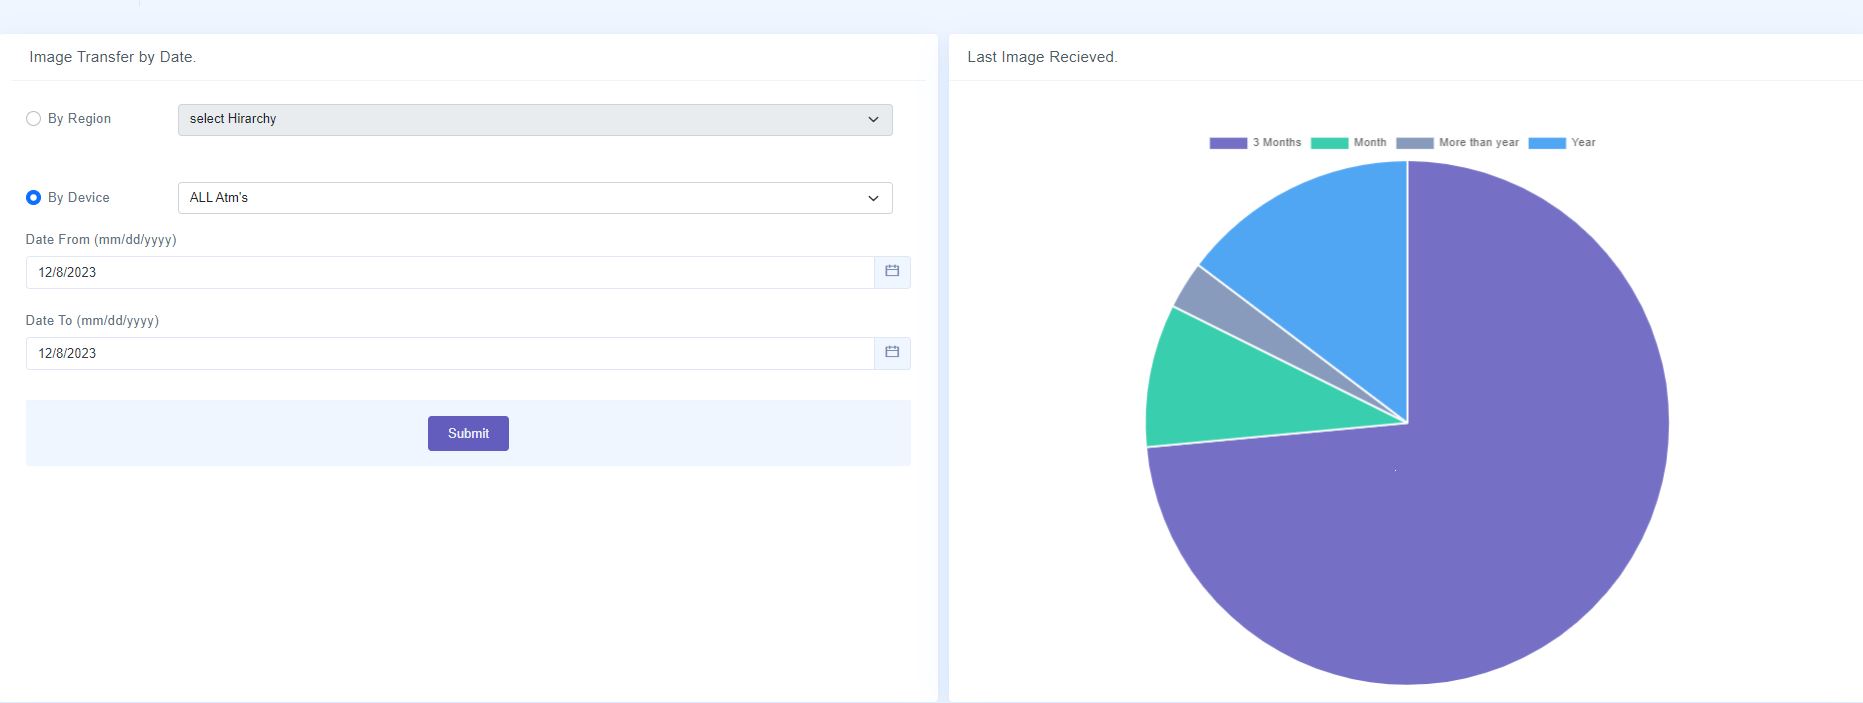 Image Transfer by Date.
By Region
select Hirarchy
By Device
ALL Atm's
Date From (mm/dd/yyyy)
12/8/2023
Date To (mm/dd/yyyy)
12/8/2023
Submit
Last Image Recieved.
3 Months Month More than year Year